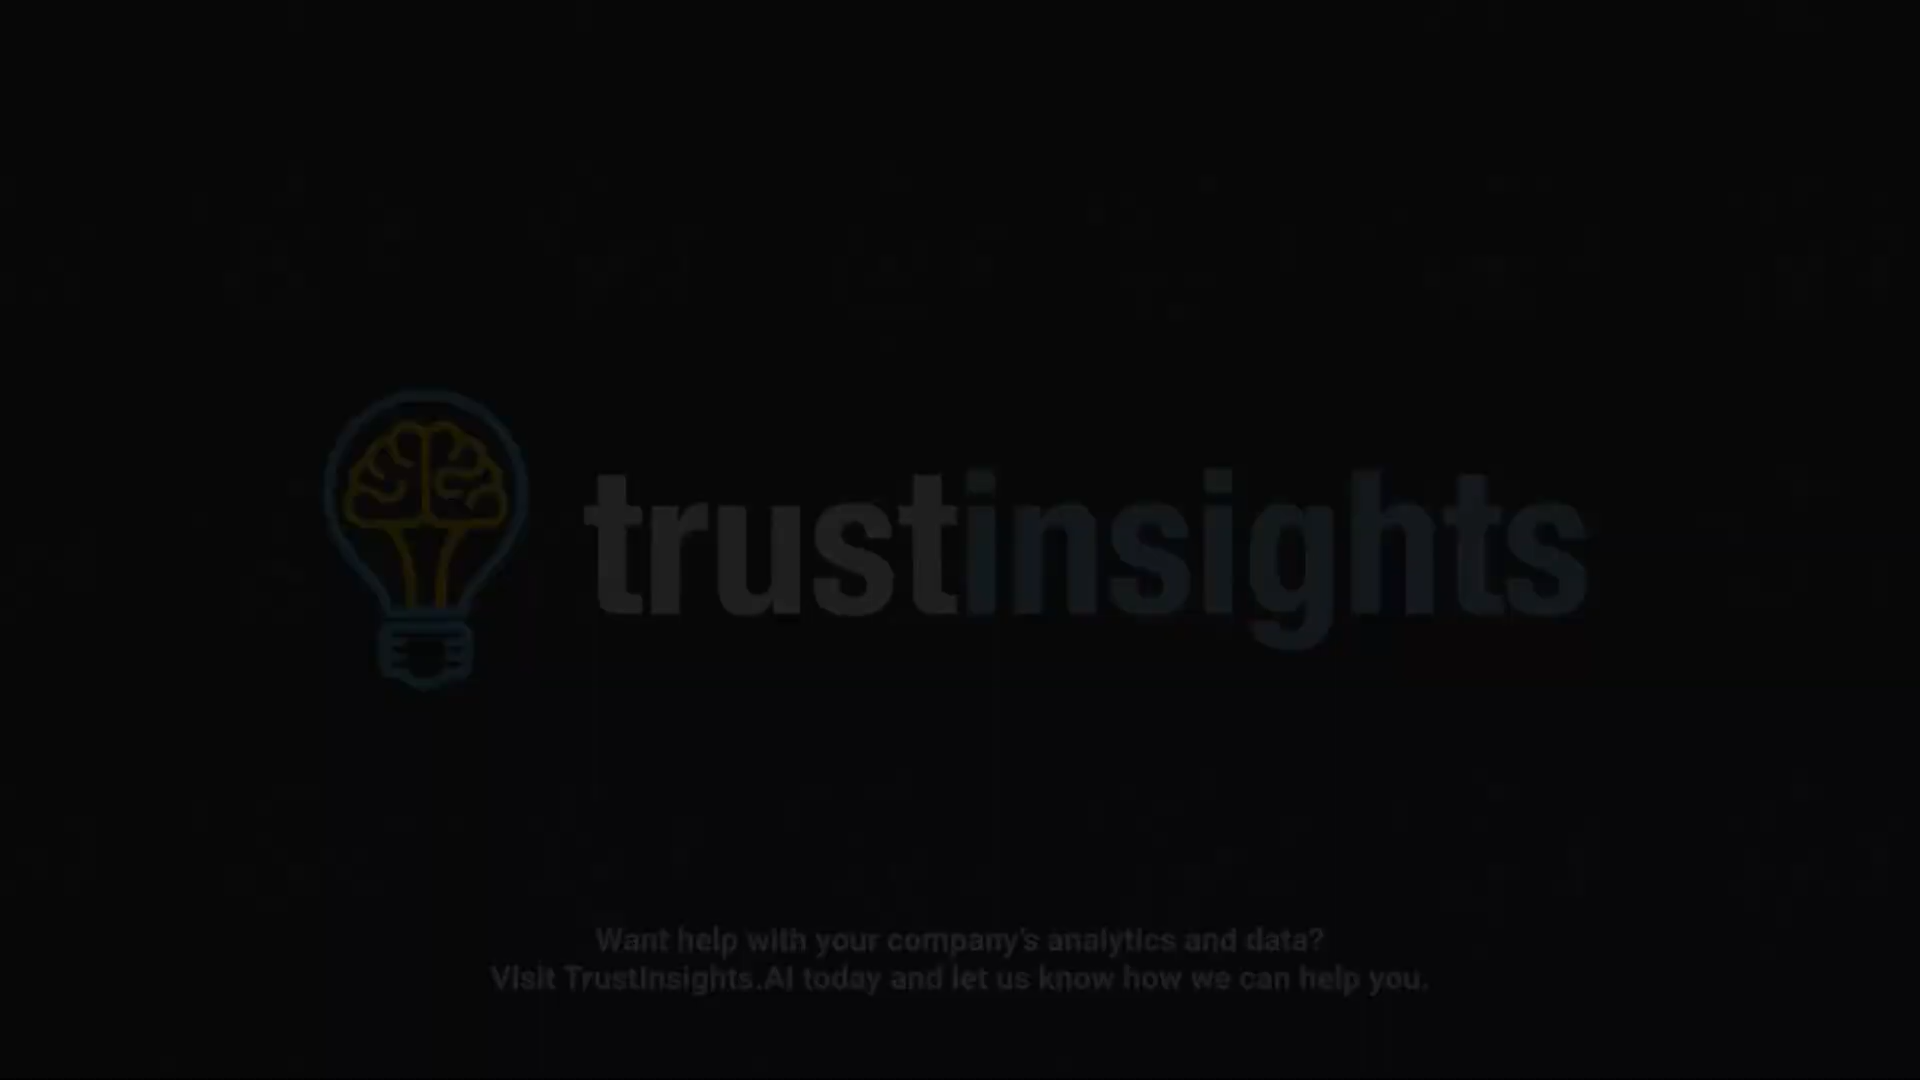 trustinsights
Want help with your company's analytics and data?
Visit TrustInsights.AI today and let us know how we can help you.